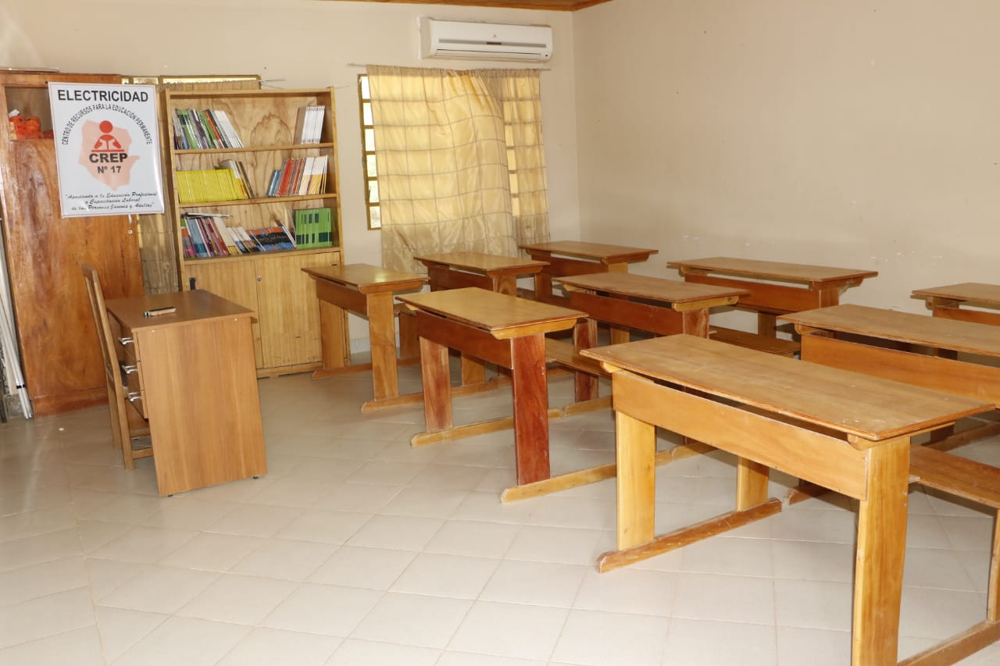 ELECTRICIDAD
CENTRO DE RECURSOS PARA LA EDUCACIÓN PERMANENTE
CREP
Nº 17
"Apostando a la Educación Profesional
y Capacitación Laboral
de las Personas Jóvenes y Adultas"